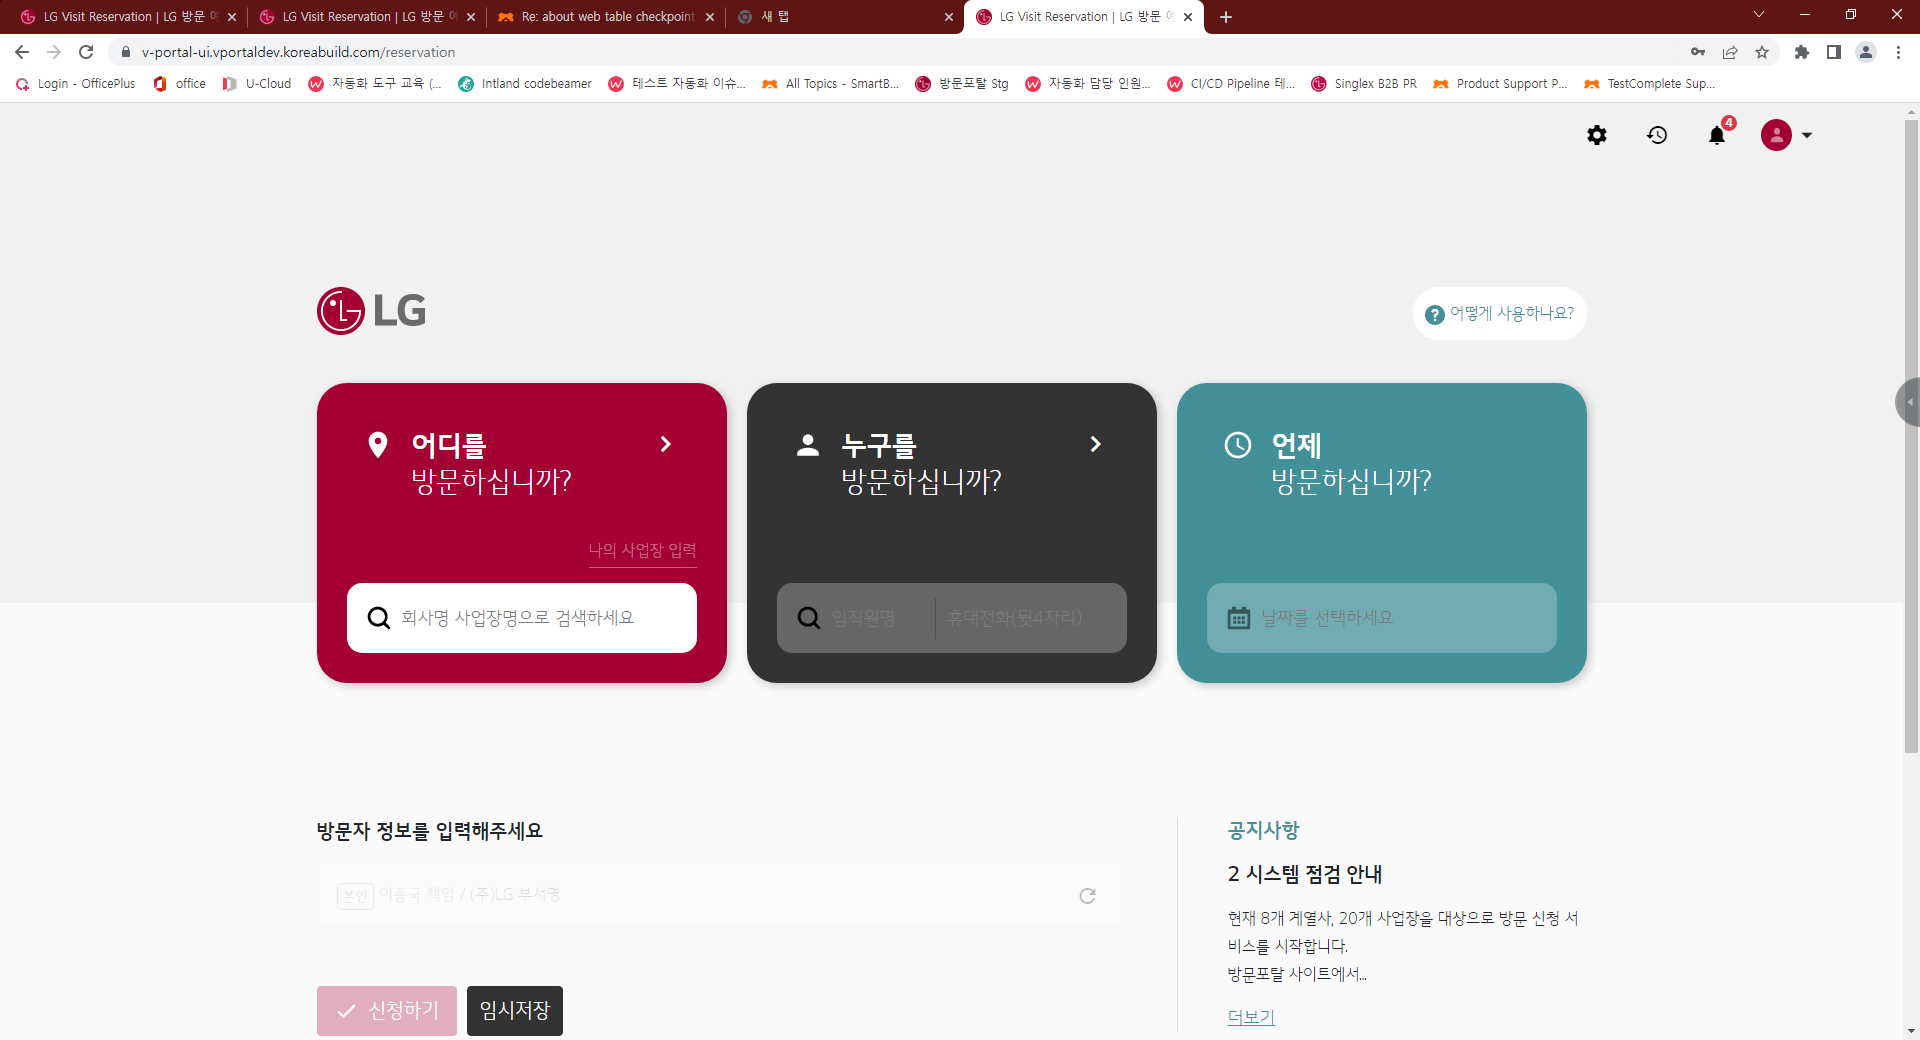 LG Visit Reservation | LG 방문 예
LG Visit Reservation | LG 방문 예
Re: about web table checkpoint
새 탭
LG Visit Reservation | LG 방문 예
v-portal-ui.vportaldev.koreabuild.com/reservation
Login - OfficePlus
office
U-Cloud
자동화 도구 교육 (...
Intland codebeamer
테스트 자동화 이슈...
All Topics - SmartB...
방문포탈 Stg
자동화 담당 인원...
CI/CD Pipeline 테...
Singlex B2B PR
Product Support P...
TestComplete Sup...
4
LG
어떻게 사용하나요?
어디를
방문하십니까?
나의 사업장 입력
회사명 사업장명으로 검색하세요
누구를
방문하십니까?
임직원명
휴대전화(뒷4자리)
언제
방문하십니까?
날짜를 선택하세요
방문자 정보를 입력해주세요
본인 이종국 책임 / (주)LG 부서명
신청하기
임시저장
공지사항
2 시스템 점검 안내
현재 8개 계열사, 20개 사업장을 대상으로 방문 신청 서
비스를 시작합니다.
방문포탈 사이트에서...
더보기